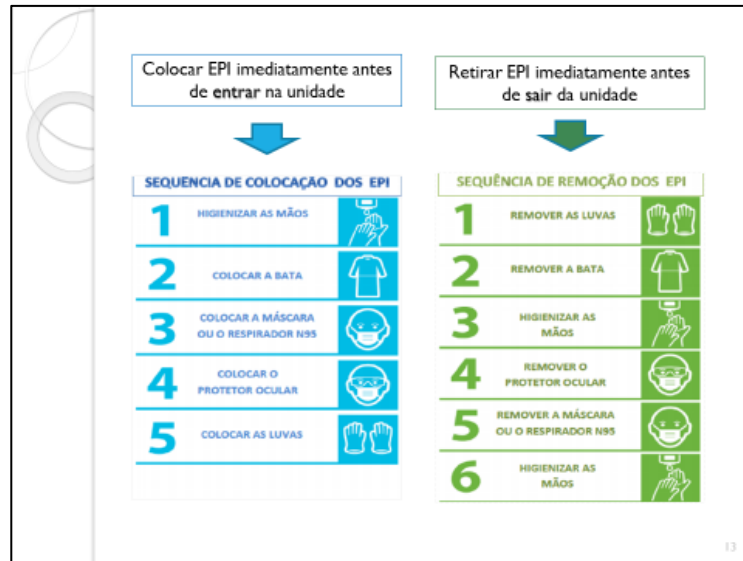 Colocar EPI imediatamente antes
de entrar na unidade
SEQUÊNCIA DE COLOCAÇÃO DOS EPI
1
HIGIENIZAR AS MÃOS
2
COLOCAR A BATA
3
COLOCAR A MÁSCARA
OU O RESPIRADOR N95
4
COLOCAR O
PROTETOR OCULAR
5
COLOCAR AS LUVAS
Retirar EPI imediatamente antes
de sair da unidade
SEQUÊNCIA DE REMOÇÃO DOS EPI
1
REMOVER AS LUVAS
2
REMOVER A BATA
3
HIGIENIZAR AS
MÃOS
4
REMOVER O
PROTETOR OCULAR
5
REMOVER A MÁSCARA
OU O RESPIRADOR N95
6
HIGIENIZAR AS
MÃOS
13